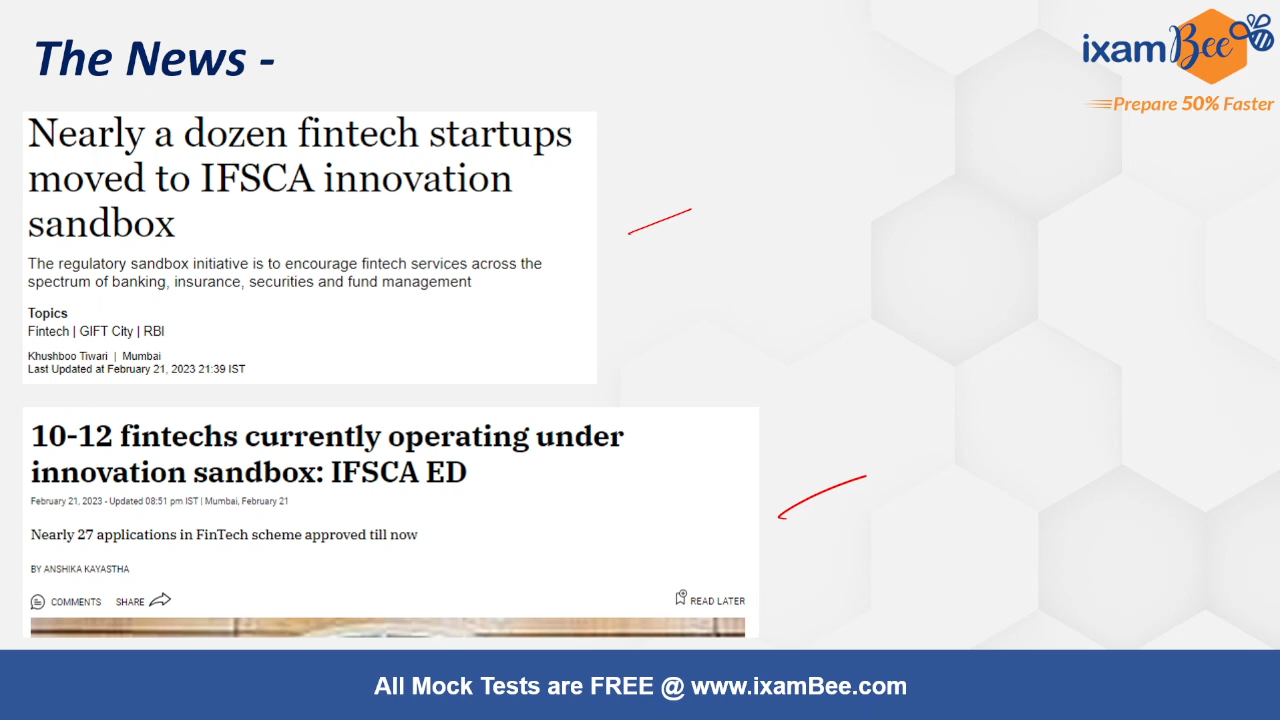 The News -
ixamBee
Prepare 50% Faster
Nearly a dozen fintech startups
moved to IFSCA innovation
sandbox
The regulatory sandbox initiative is to encourage fintech services across the
spectrum of banking, insurance, securities and fund management
Topics
Fintech | GIFT City | RBI
Khushboo Tiwari | Mumbai
Last Updated at February 21, 2023 21:39 IST
10-12 fintechs currently operating under
innovation sandbox: IFSCA ED
February 21, 2023 - Updated 08:51 pm IST | Mumbai, February 21
Nearly 27 applications in FinTech scheme approved till now
BY ANSHIKA KAYASTHA
COMMENTS SHARE READ LATER
All Mock Tests are FREE @ www.ixamBee.com